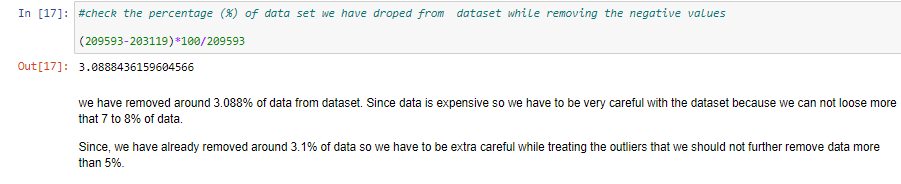 In [17]: #check the percentage (%) of data set we have droped from  dataset while removing the negative values
(209593-203119)*100/209593
Out[17]: 3.0888436159604566
we have removed around 3.088% of data from dataset. Since data is expensive so we have to be very careful with the dataset because we can not loose more
that 7 to 8% of data.
Since, we have already removed around 3.1% of data so we have to be extra careful while treating the outliers that we should not further remove data more
than 5%.